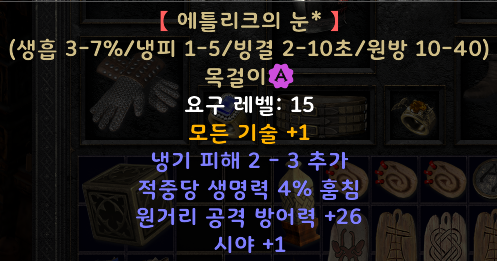 【 에틀리크의 눈* 】
(생흡 3-7%/냉피 1-5/빙결 2-10초/원방 10-40)
목걸이 A
요구 레벨: 15
모든 기술 +1
냉기 피해 2 - 3 추가
적중당 생명력 4% 훔침
원거리 공격 방어력 +26
시야 +1